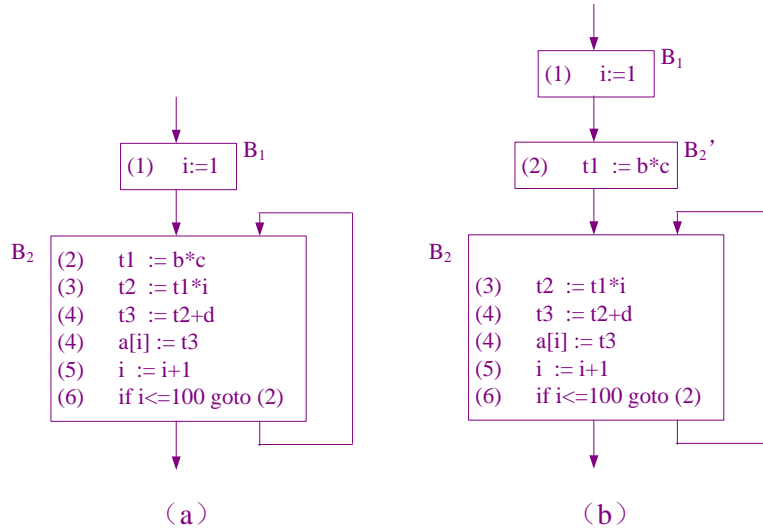 B₁
(1) i:=1
B₂
(2) t1 := b*c
(3) t2 := t1*i
(4) t3 := t2+d
(4) a[i] := t3
(5) i := i+1
(6) if i<=100 goto (2)
（a）
B₁
(1) i:=1
B₂’
(2) t1 := b*c
B₂
(3) t2 := t1*i
(4) t3 := t2+d
(4) a[i] := t3
(5) i := i+1
(6) if i<=100 goto (2)
（b）